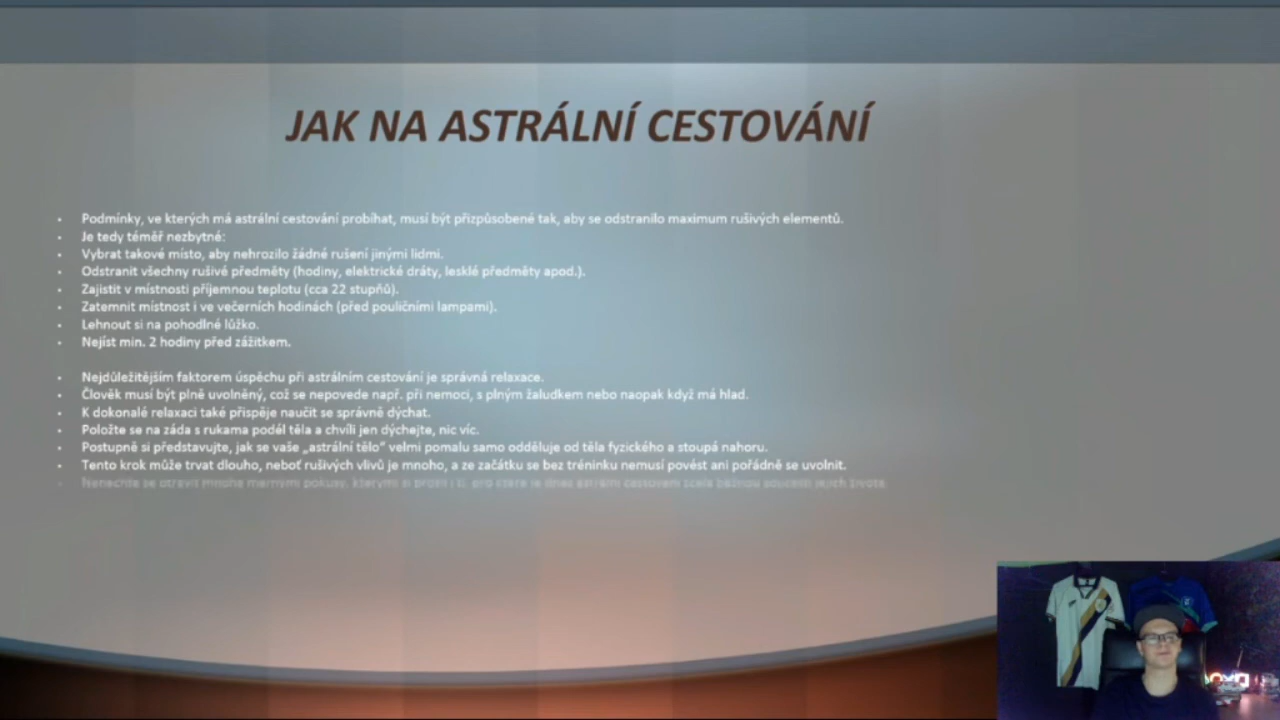 JAK NA ASTRÁLNÍ CESTOVÁNÍ
• Podmínky, ve kterých má astrální cestování probíhat, musí být přizpůsobené tak, aby se odstranilo maximum rušivých elementů.
• Je tedy téměř nezbytné:
• Vybrat takové místo, aby nehrozilo žádné rušení jinými lidmi.
• Odstranit všechny rušivé předměty (hodiny, elektrické dráty, lesklé předměty apod.).
• Zajistit v místnosti příjemnou teplotu (cca 22 stupňů).
• Zatemnit místnost i ve večerních hodinách (před pouličními lampami).
• Lehnout si na pohodlné lůžko.
• Nejíst min. 2 hodiny před zážitkem.
• Nejdůležitějším faktorem úspěchu při astrálním cestování je správná relaxace.
• Člověk musí být plně uvolněný, což se nepovede např. při nemoci, s plným žaludkem nebo naopak když má hlad.
• K dokonalé relaxaci také přispěje naučit se správně dýchat.
• Položte se na záda s rukama podél těla a chvíli jen dýchejte, nic víc.
• Postupně si představujte, jak se vaše „astrální tělo" velmi pomalu samo odděluje od těla fyzického a stoupá nahoru.
• Tento krok může trvat dlouho, neboť rušivých vlivů je mnoho, a ze začátku se bez tréninku nemusí povést ani pořádně se uvolnit.